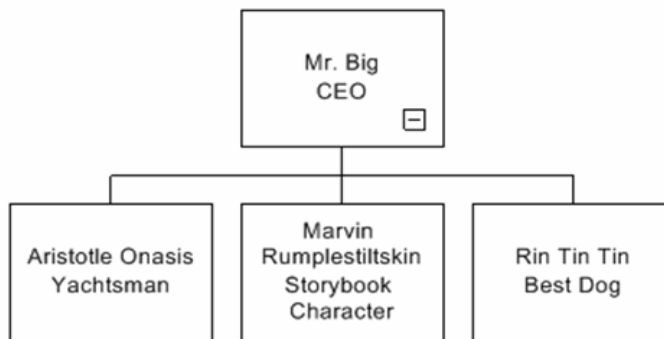 Mr. Big
CEO
Aristotle Onasis
Yachtsman
Marvin
Rumplestiltskin
Storybook
Character
Rin Tin Tin
Best Dog